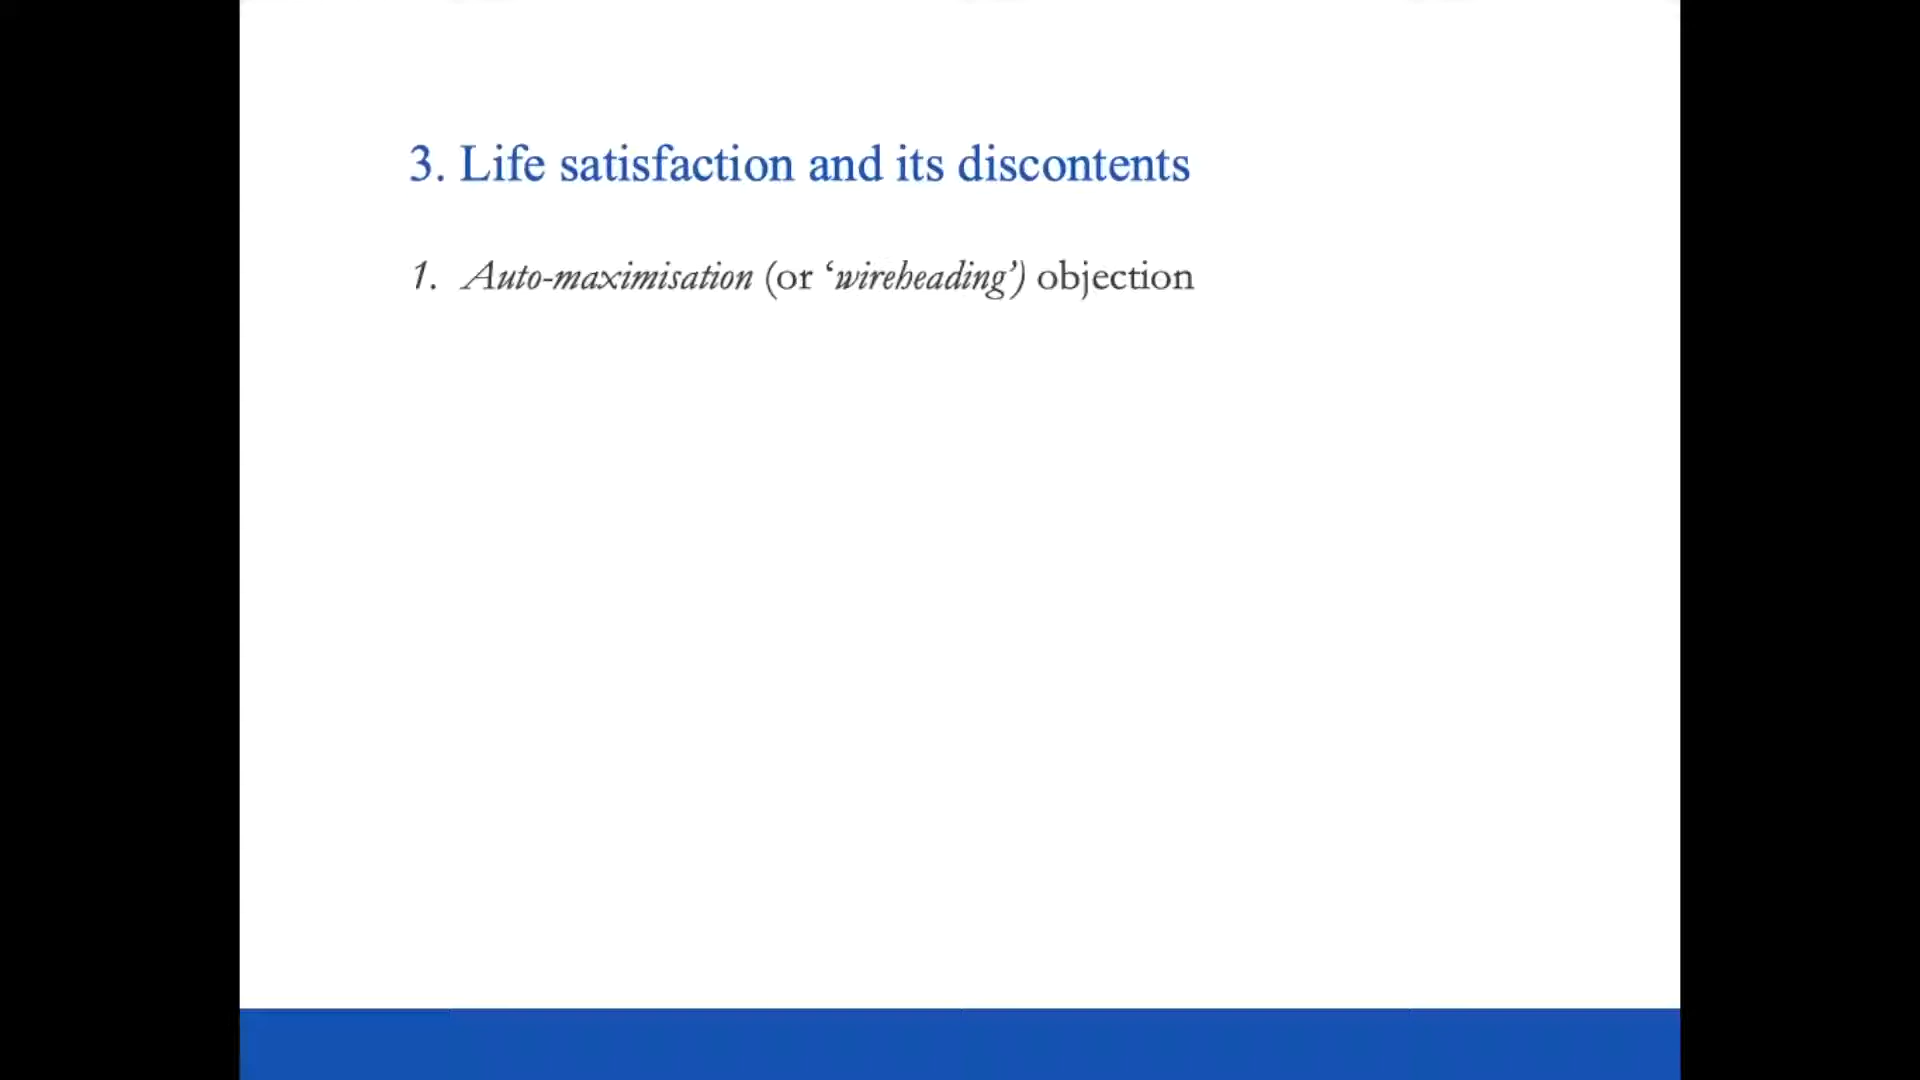 3. Life satisfaction and its discontents
1. Auto-maximisation (or ‘wireheading’) objection